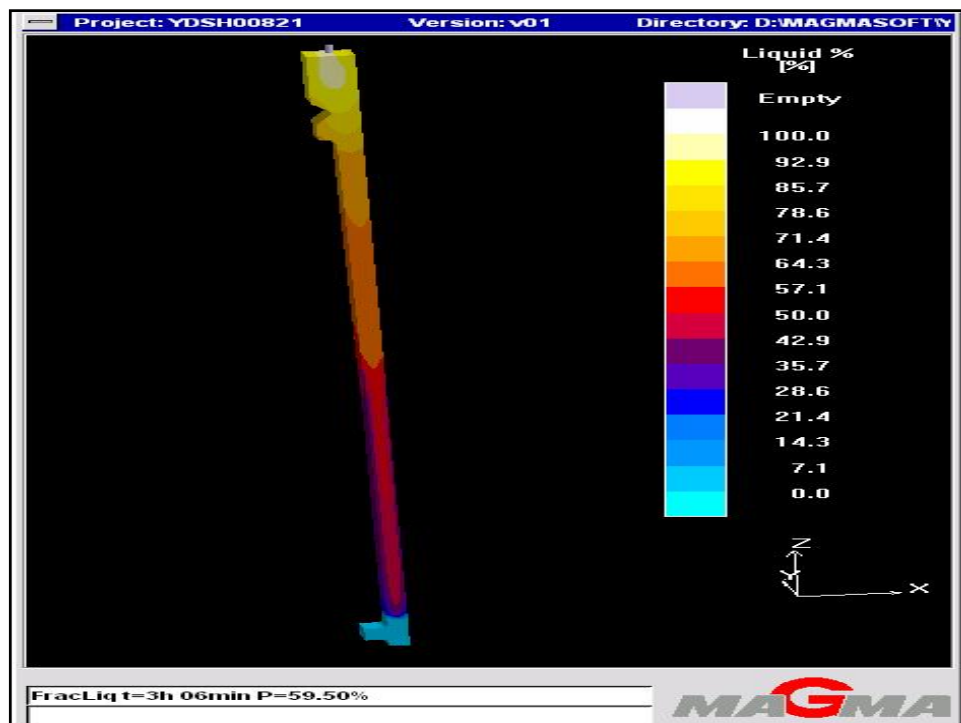 Project: YDSH00821 Version: v01 Directory: D:\MAGMASOFT\Y
Liquid %
[%]
Empty
100.0
92.9
85.7
78.6
71.4
64.3
57.1
50.0
42.9
35.7
28.6
21.4
14.3
7.1
0.0
Z
Y
X
FracLiq t=3h 06min P=59.50%
MAGMA